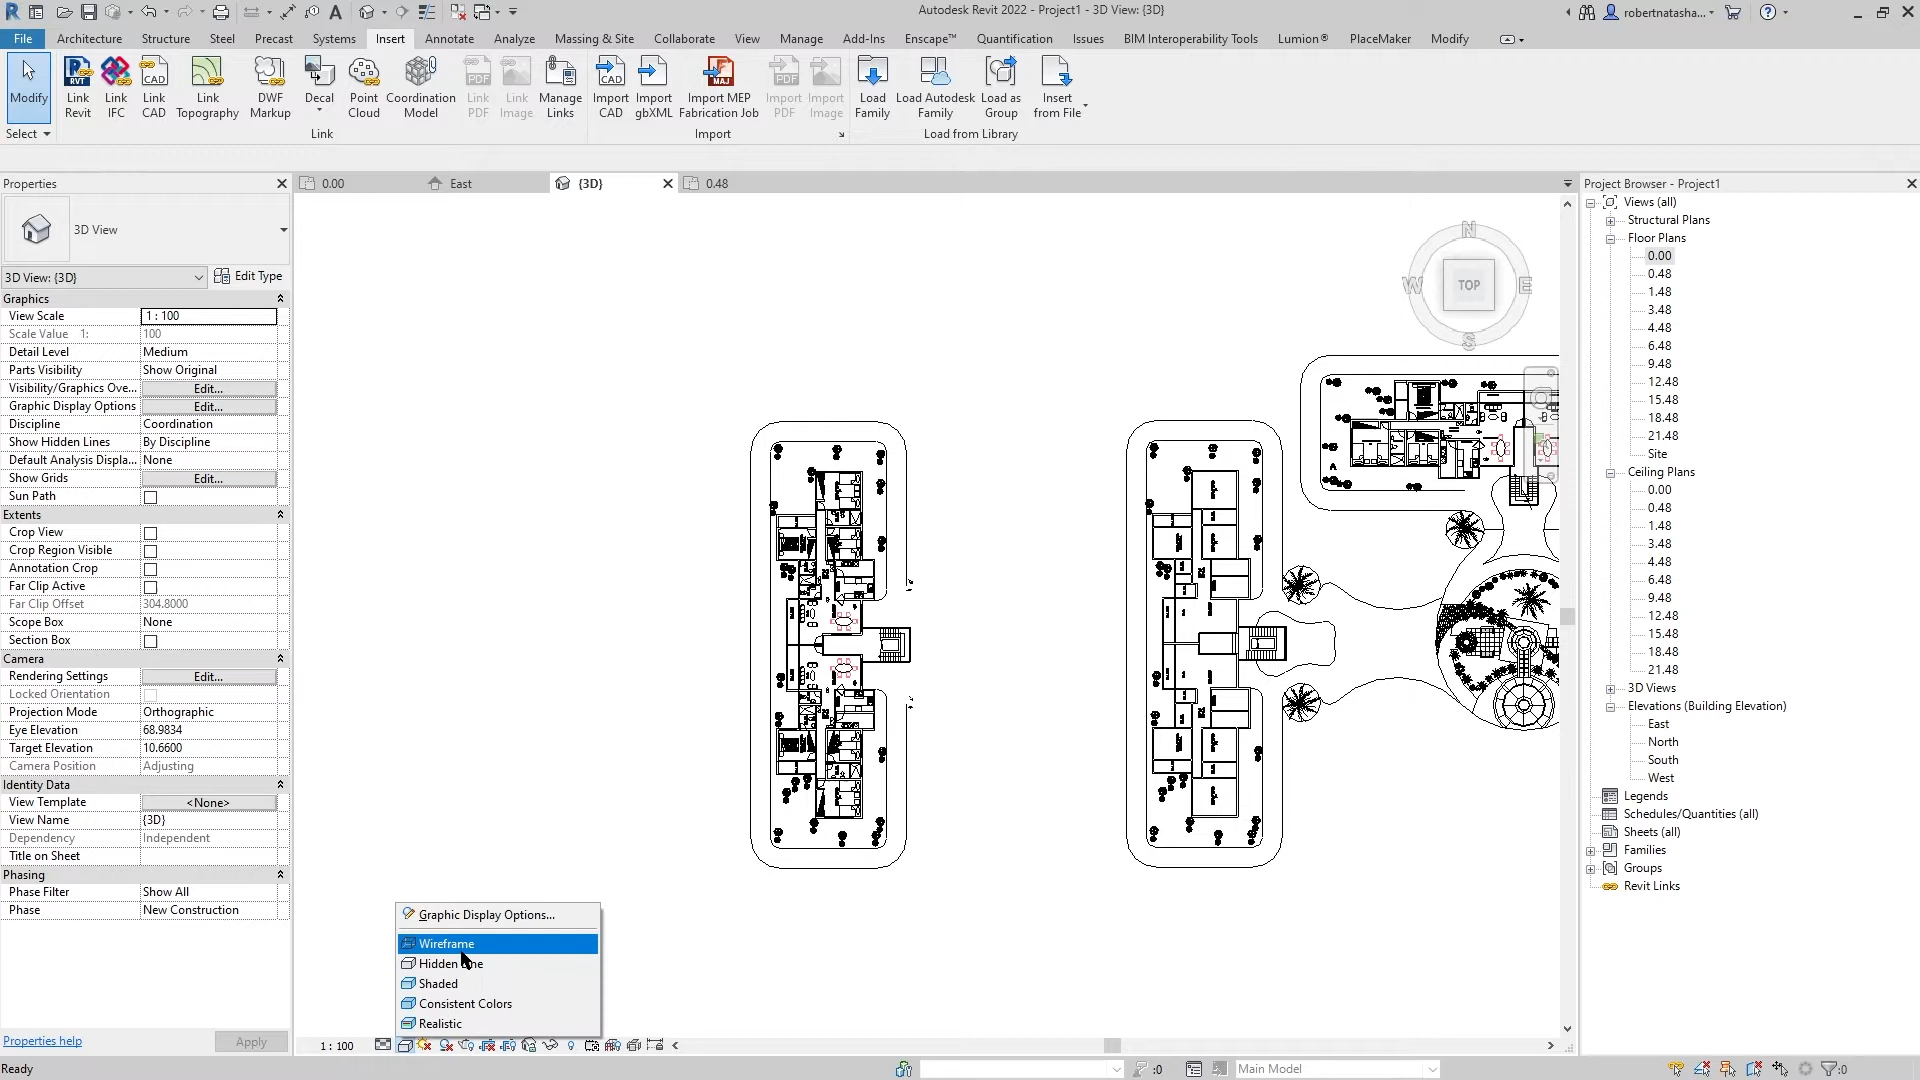 Autodesk Revit 2022 - Project1 - 3D View: {3D}
robertnatasha...
File Architecture Structure Steel Precast Systems Insert Annotate Analyze Massing & Site Collaborate View Manage Add-Ins Enscape™ Quantification Issues BIM Interoperability Tools Lumion® PlaceMaker Modify
Modify
Link Revit
Link IFC
Link CAD
Link Topography
DWF Markup
Decal
Point Cloud
Coordination Model
Link PDF
Link Image
Manage Links
Import CAD
Import gbXML
Import MEP Fabrication Job
Import PDF
Import Image
Load Family
Load Autodesk Family
Load as Group
Insert from File
Select
Link
Import
Load from Library
Properties
0.00
East
{3D}
0.48
3D View
3D View: {3D}
Edit Type
Graphics
View Scale 1 : 100
Scale Value 1: 100
Detail Level Medium
Parts Visibility Show Original
Visibility/Graphics Ove... Edit...
Graphic Display Options Edit...
Discipline Coordination
Show Hidden Lines By Discipline
Default Analysis Displa... None
Show Grids Edit...
Sun Path
Extents
Crop View
Crop Region Visible
Annotation Crop
Far Clip Active
Far Clip Offset 304.8000
Scope Box None
Section Box
Camera
Rendering Settings Edit...
Locked Orientation
Projection Mode Orthographic
Eye Elevation 68.9834
Target Elevation 10.6600
Camera Position Adjusting
Identity Data
View Template <None>
View Name {3D}
Dependency Independent
Title on Sheet
Phasing
Phase Filter Show All
Phase New Construction
Properties help
Apply
N
W
TOP
E
S
Graphic Display Options...
Wireframe
Hidden
Shaded
Consistent Colors
Realistic
1 : 100
Project Browser - Project1
Views (all)
Structural Plans
Floor Plans
0.00
0.48
1.48
3.48
4.48
6.48
9.48
12.48
15.48
18.48
21.48
Site
Ceiling Plans
0.00
0.48
1.48
3.48
4.48
6.48
9.48
12.48
15.48
18.48
21.48
3D Views
Elevations (Building Elevation)
East
North
South
West
Legends
Schedules/Quantities (all)
Sheets (all)
Families
Groups
Revit Links
Ready
:0
Main Model
:0